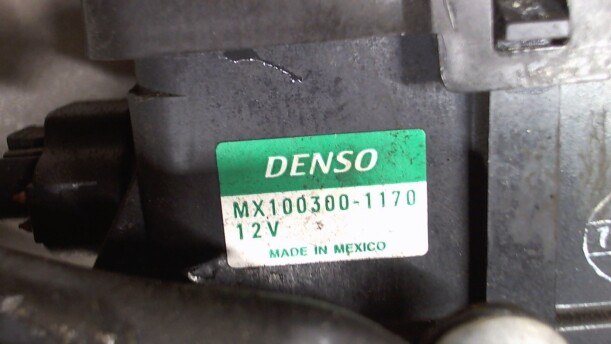 DENSO
MX100300-1170
12V
MADE IN MEXICO